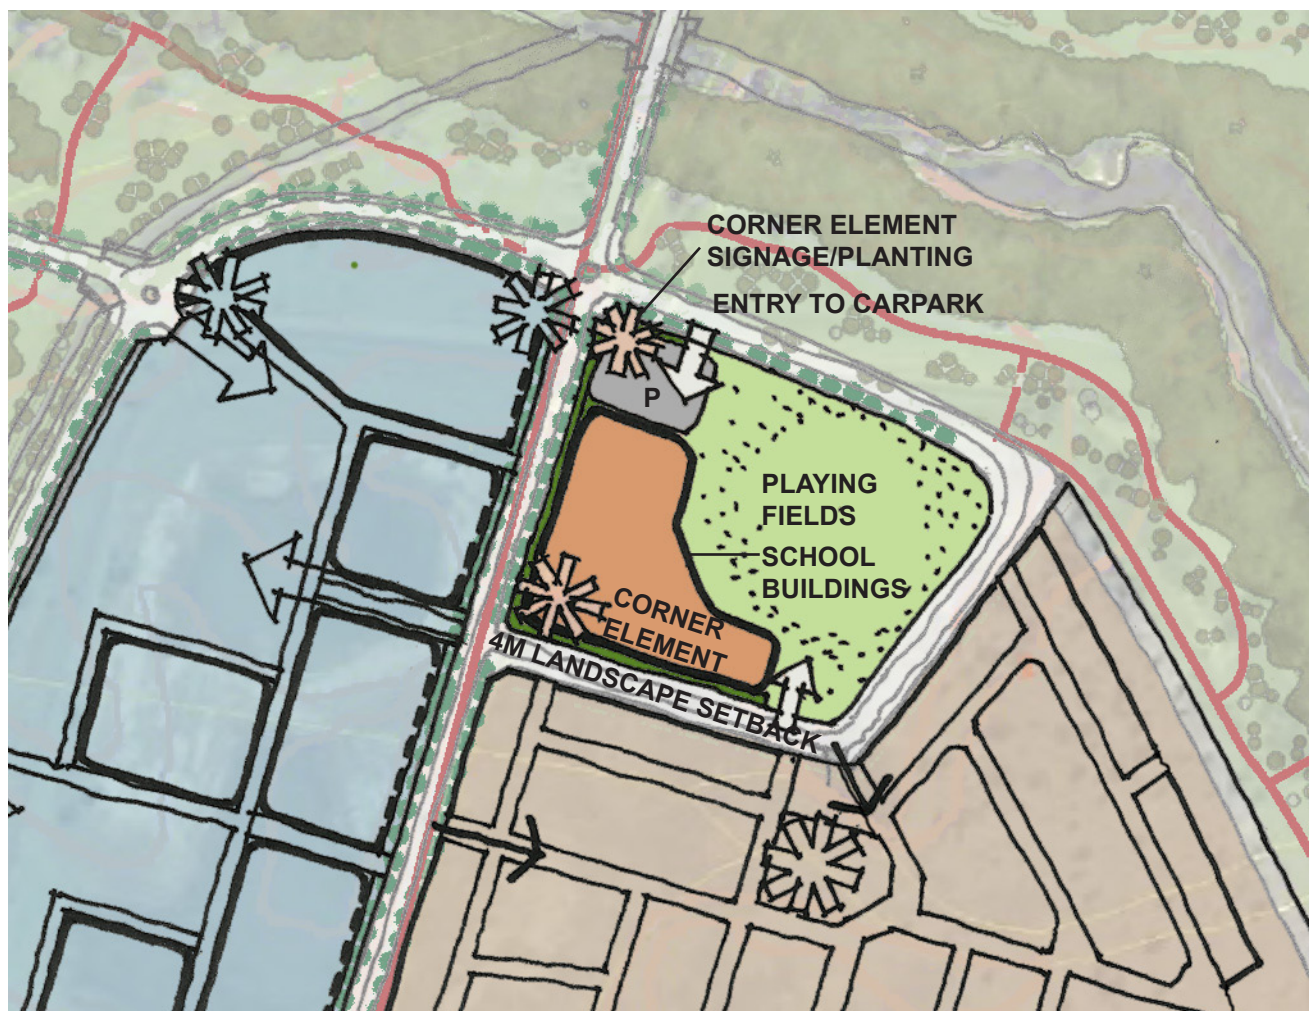 CORNER ELEMENT
SIGNAGE/PLANTING
ENTRY TO CARPARK
P
PLAYING
FIELDS
SCHOOL
BUILDINGS
CORNER
ELEMENT
4M LANDSCAPE SETBACK